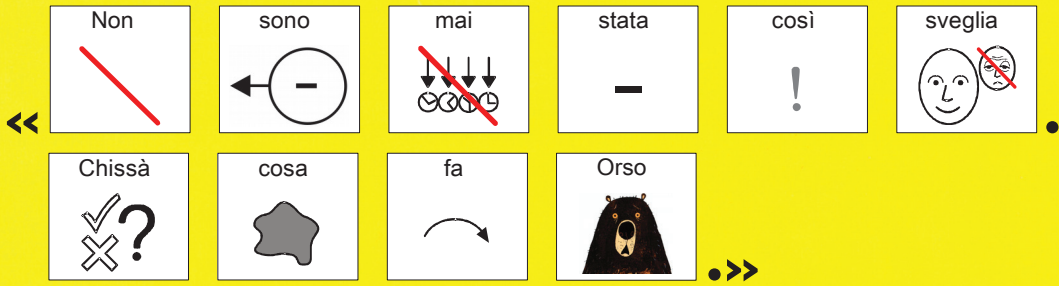 « Non sono mai stata così sveglia .
Chissà cosa fa Orso .»